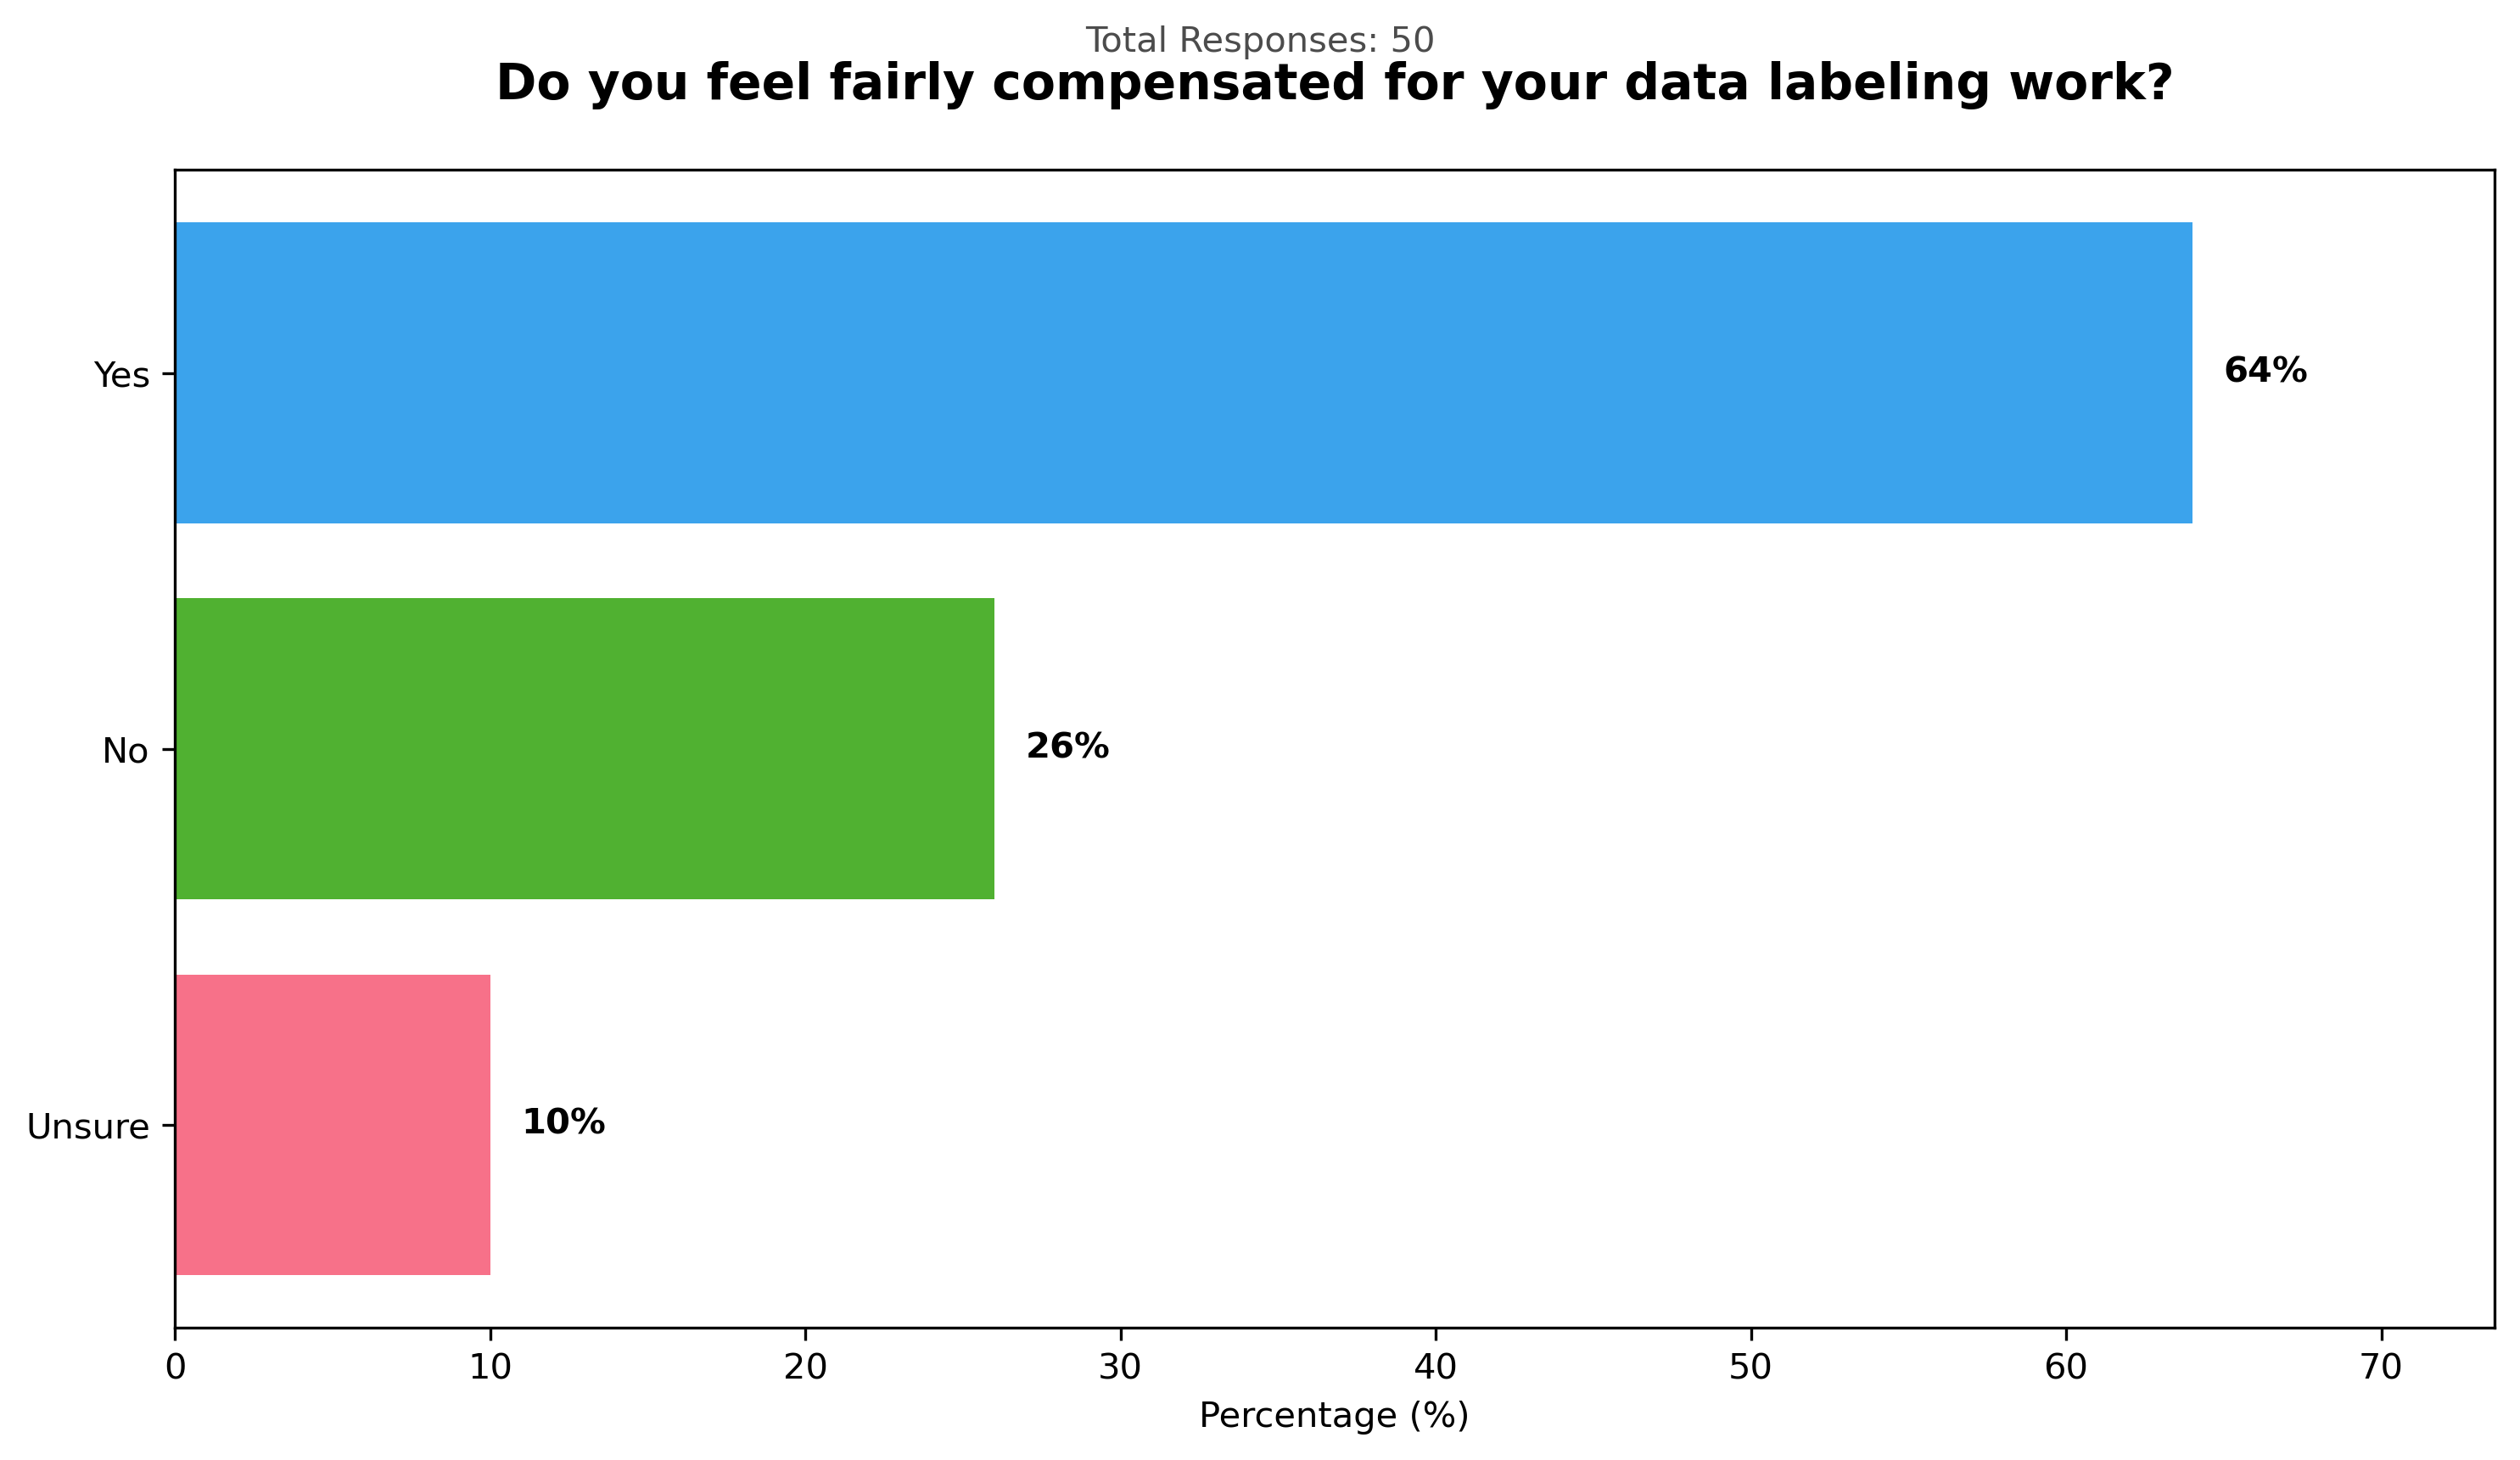 Total Responses: 50
Do you feel fairly compensated for your data labeling work?
Yes
64%
No
26%
Unsure
10%
0 10 20 30 40 50 60 70
Percentage (%)